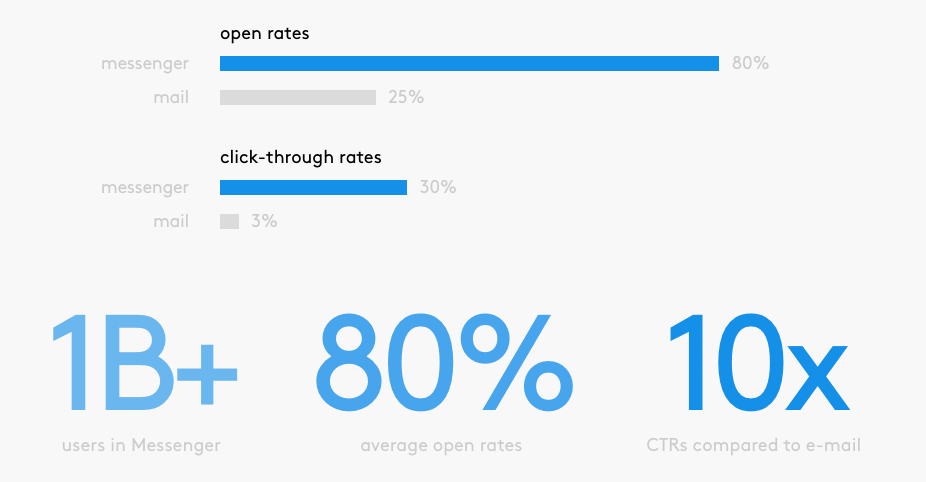 open rates
messenger 80%
mail 25%
click-through rates
messenger 30%
mail 3%
1B+ 80% 10x
users in Messenger average open rates CTRs compared to e-mail